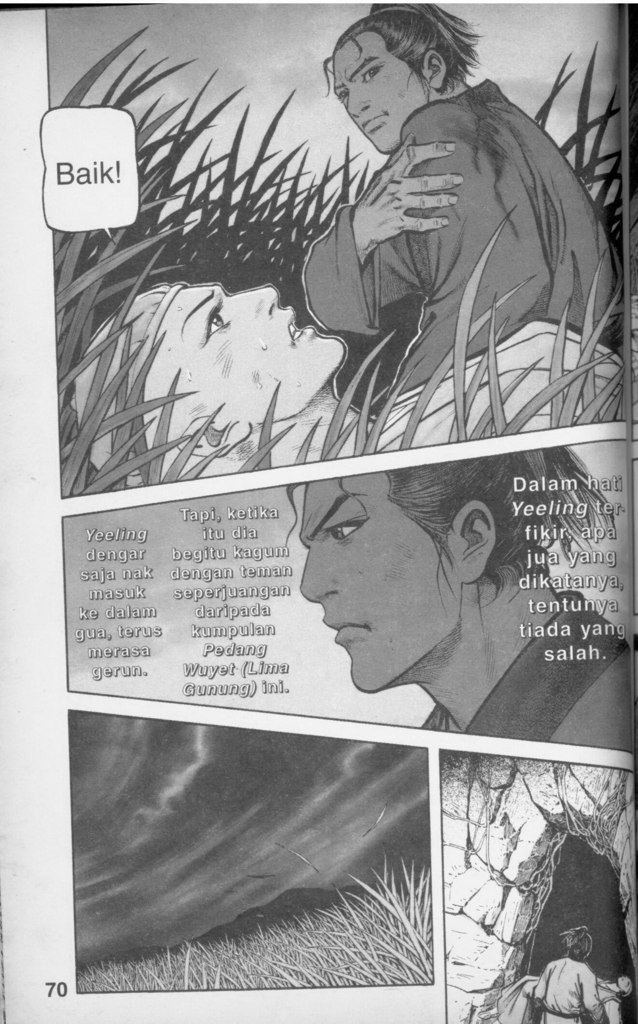 Baik!
Dalam hati
Yeeling ter-
fikir, apa
jua yang
dikatanya,
tentunya
tiada yang
salah.
Tapi, ketika
itu dia
begitu kagum
dengan teman
seperjuangan
daripada
kumpulan
Pedang
Wuyet (Lima
Gunung) ini.
Yeeling
dengar
saja nak
masuk
ke dalam
gua, terus
merasa
gerun.
70